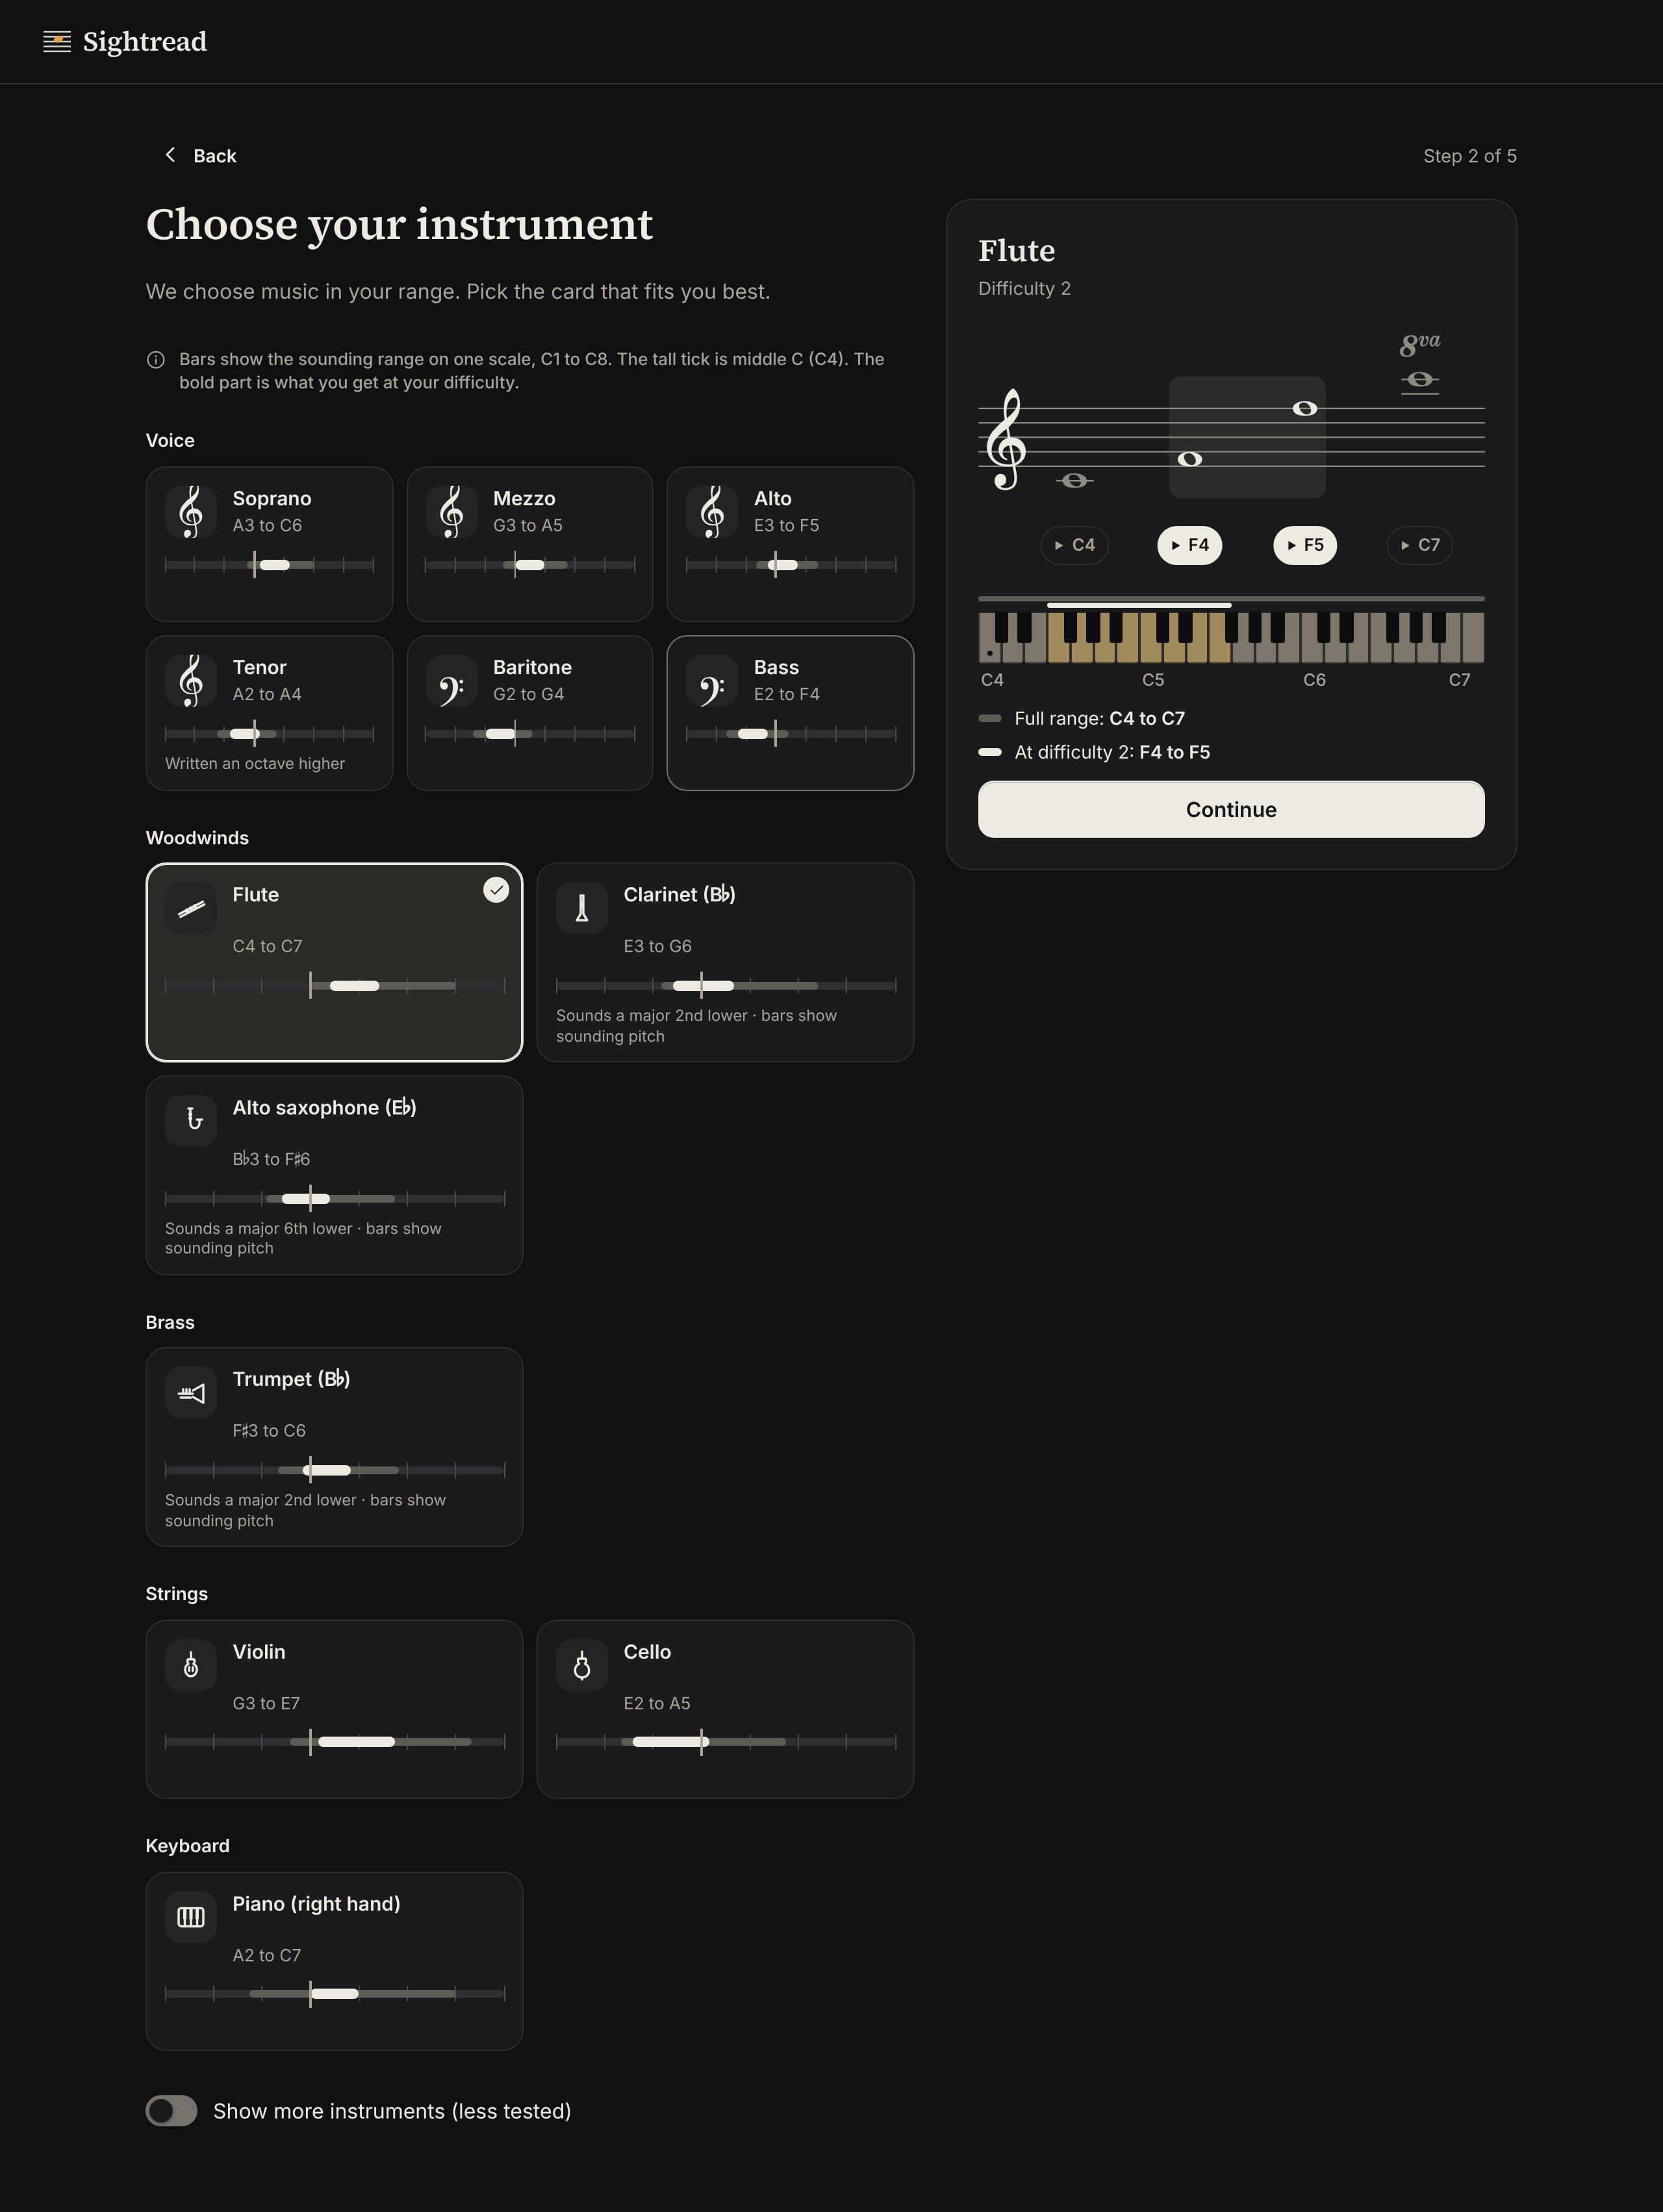 Sightread
Back
Step 2 of 5
Choose your instrument
We choose music in your range. Pick the card that fits you best.
Bars show the sounding range on one scale, C1 to C8. The tall tick is middle C (C4). The
bold part is what you get at your difficulty.
Voice
Soprano
A3 to C6
Mezzo
G3 to A5
Alto
E3 to F5
Tenor
A2 to A4
Written an octave higher
Baritone
G2 to G4
Bass
E2 to F4
Woodwinds
Flute
C4 to C7
Clarinet (B♭)
E3 to G6
Sounds a major 2nd lower · bars show
sounding pitch
Alto saxophone (E♭)
B♭3 to F♯6
Sounds a major 6th lower · bars show
sounding pitch
Brass
Trumpet (B♭)
F♯3 to C6
Sounds a major 2nd lower · bars show
sounding pitch
Strings
Violin
G3 to E7
Cello
E2 to A5
Keyboard
Piano (right hand)
A2 to C7
Show more instruments (less tested)
Flute
Difficulty 2
8va
C4
F4
F5
C7
C4
C5
C6
C7
Full range: C4 to C7
At difficulty 2: F4 to F5
Continue